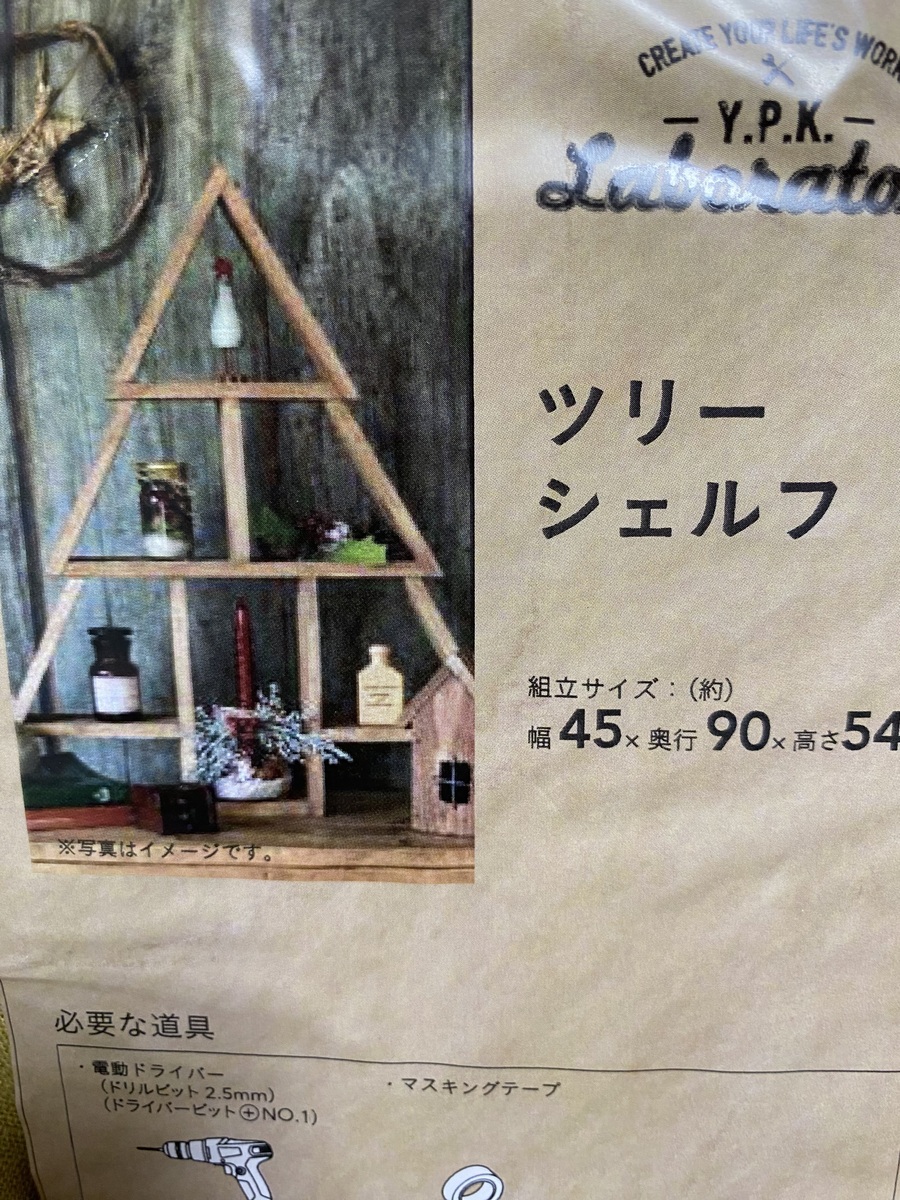 CREATE YOUR LIFE'S WORK
Y.P.K.
Laborato
ツリー
シェルフ
組立サイズ：(約)
幅45×奥行90×高さ54
※写真はイメージです。
必要な道具
・電動ドライバー
(ドリルビット2.5mm)
(ドライバービット⊕NO.1)
・マスキングテープ